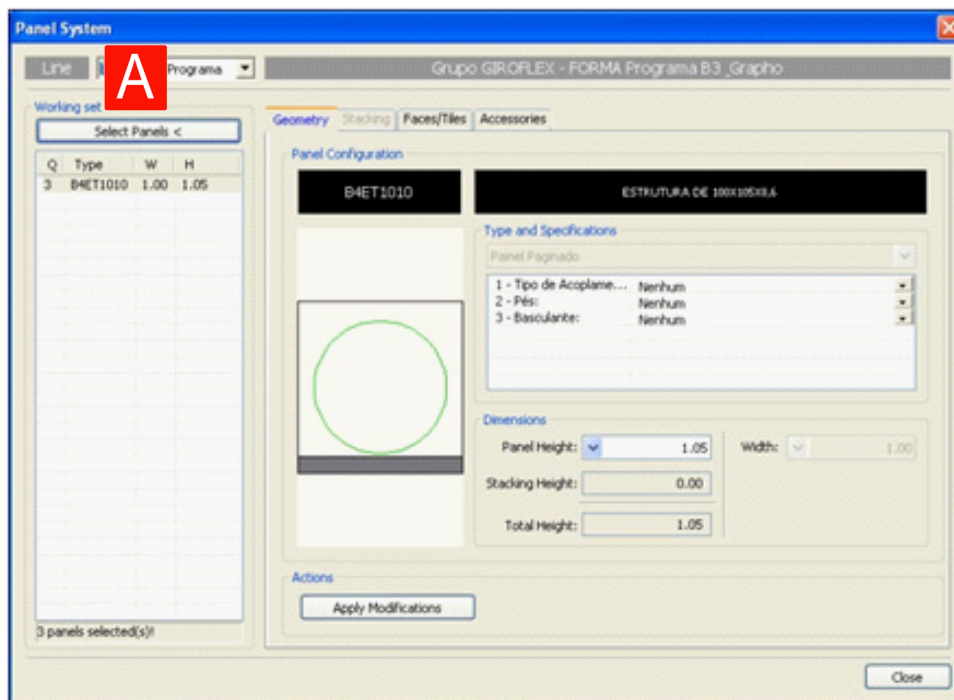 Panel System
Line
A
Programa
Grupo GIROFLEX - FORMA Programa B3_Grapho
Working set
Select Panels <
Q Type W H
3 B4ET1010 1.00 1.05
3 panels selected(s)!
Geometry Stacking Faces/Tiles Accessories
Panel Configuration
B4ET1010
ESTRUTURA DE 100X105X8,6
Type and Specifications
Painel Paginado
1 - Tipo de Acoplame... Nenhum
2 - Pés: Nenhum
3 - Basculante: Nenhum
Dimensions
Panel Height: 1.05
Width: 1.00
Stacking Height: 0.00
Total Height: 1.05
Actions
Apply Modifications
Close